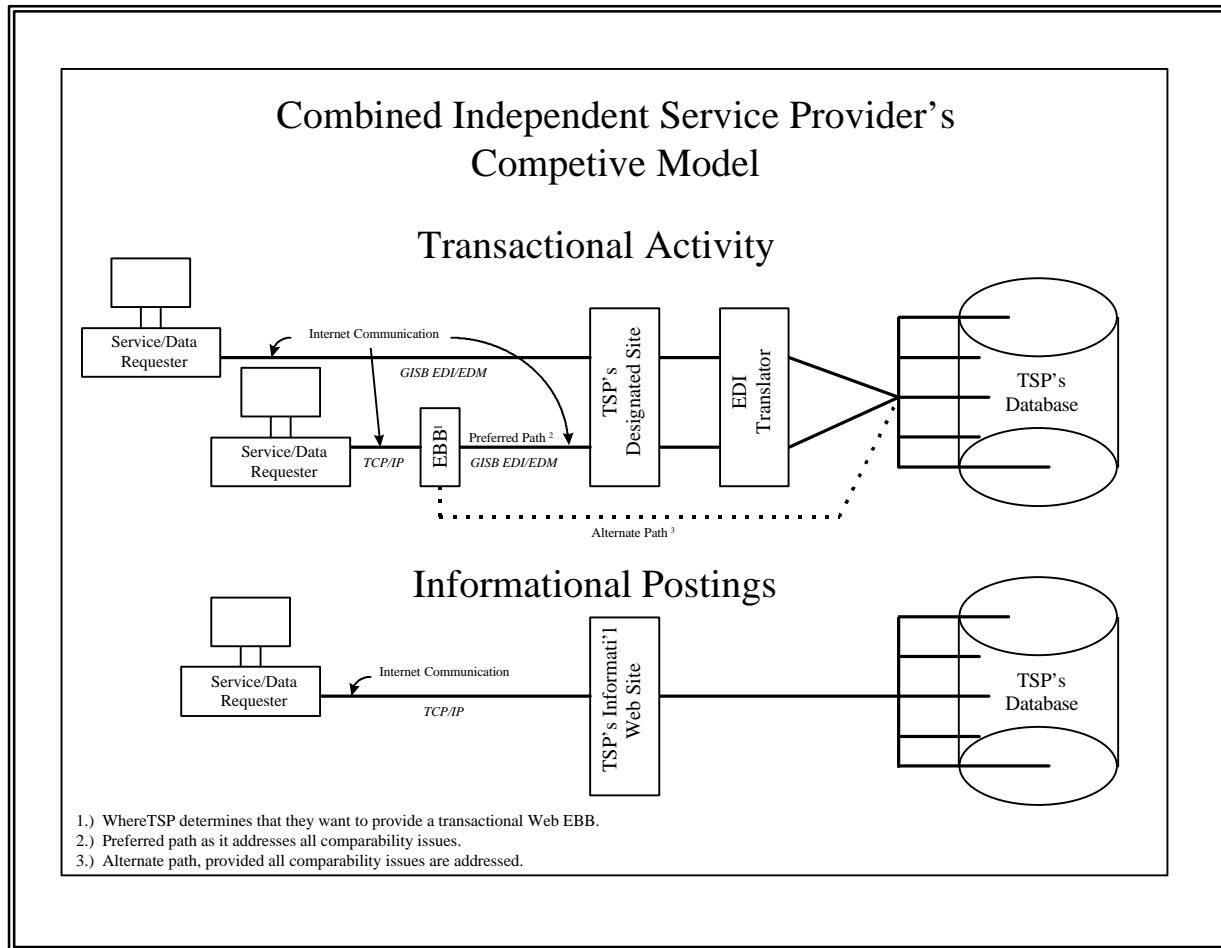 Combined Independent Service Provider's
Competive Model
Transactional Activity
Service/Data
Requester
Internet Communication
GISB EDI/EDM
TSP's
Designated Site
EDI
Translator
TSP's
Database
Service/Data
Requester
TCP/IP
EBB1
Preferred Path 2
GISB EDI/EDM
Alternate Path 3
Informational Postings
Service/Data
Requester
Internet Communication
TCP/IP
TSP's Informati'l
Web Site
TSP's
Database
1.) WhereTSP determines that they want to provide a transactional Web EBB.
2.) Preferred path as it addresses all comparability issues.
3.) Alternate path, provided all comparability issues are addressed.